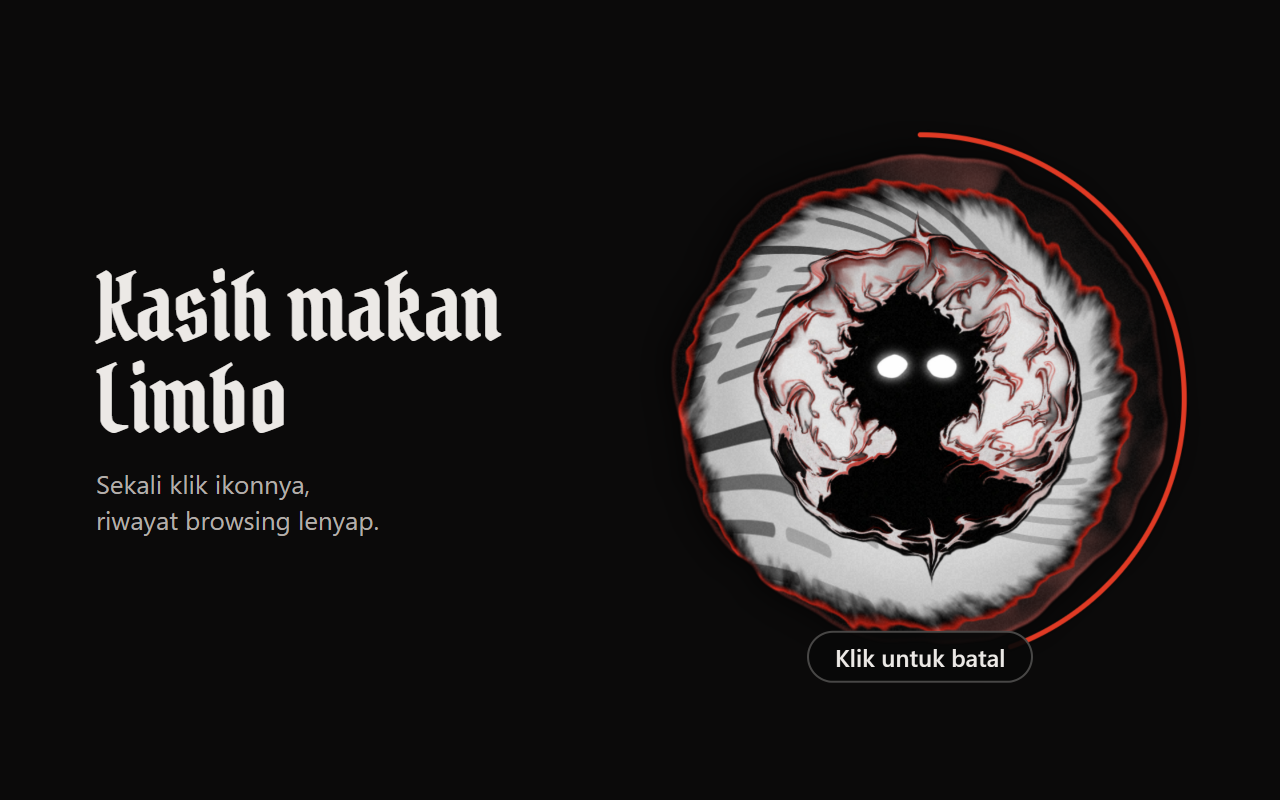 Kasih makan
Limbo
Sekali klik ikonnya,
riwayat browsing lenyap.
Klik untuk batal